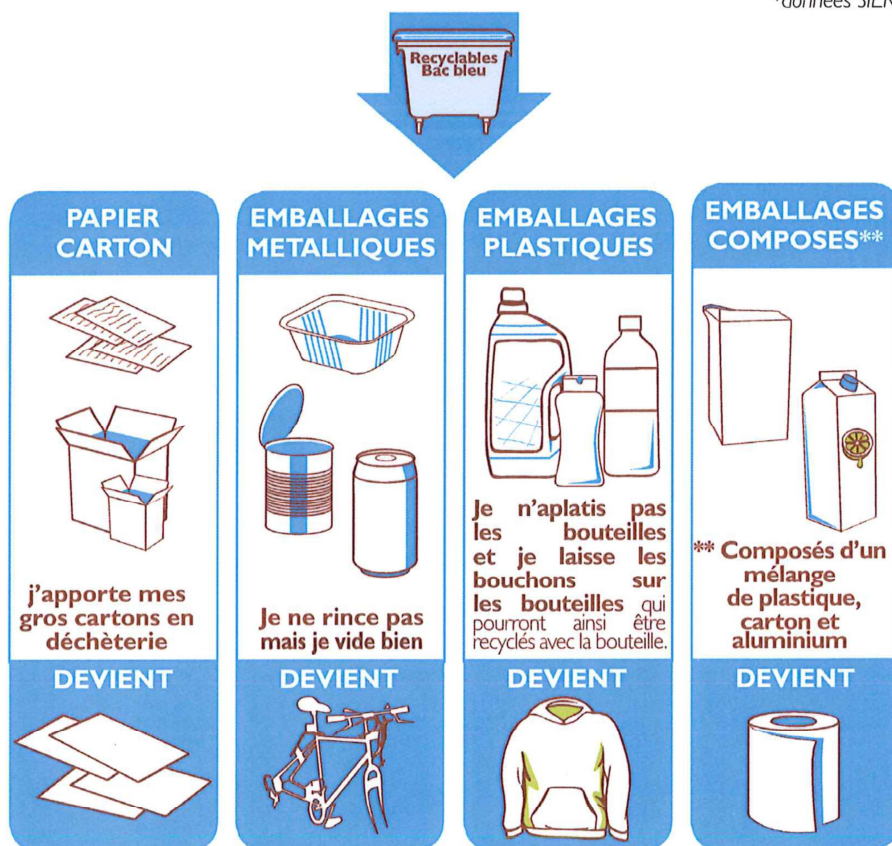 Recyclables
Bac bleu
PAPIER
CARTON
j'apporte mes
gros cartons en
déchèterie
DEVIENT
EMBALLAGES
METALLIQUES
Je ne rince pas
mais je vide bien
DEVIENT
EMBALLAGES
PLASTIQUES
Je n'aplatis pas
les bouteilles
et je laisse les
bouchons sur
les bouteilles qui
pourront ainsi être
recyclés avec la bouteille.
DEVIENT
EMBALLAGES
COMPOSES**
** Composés d'un
mélange
de plastique,
carton et
aluminium
DEVIENT